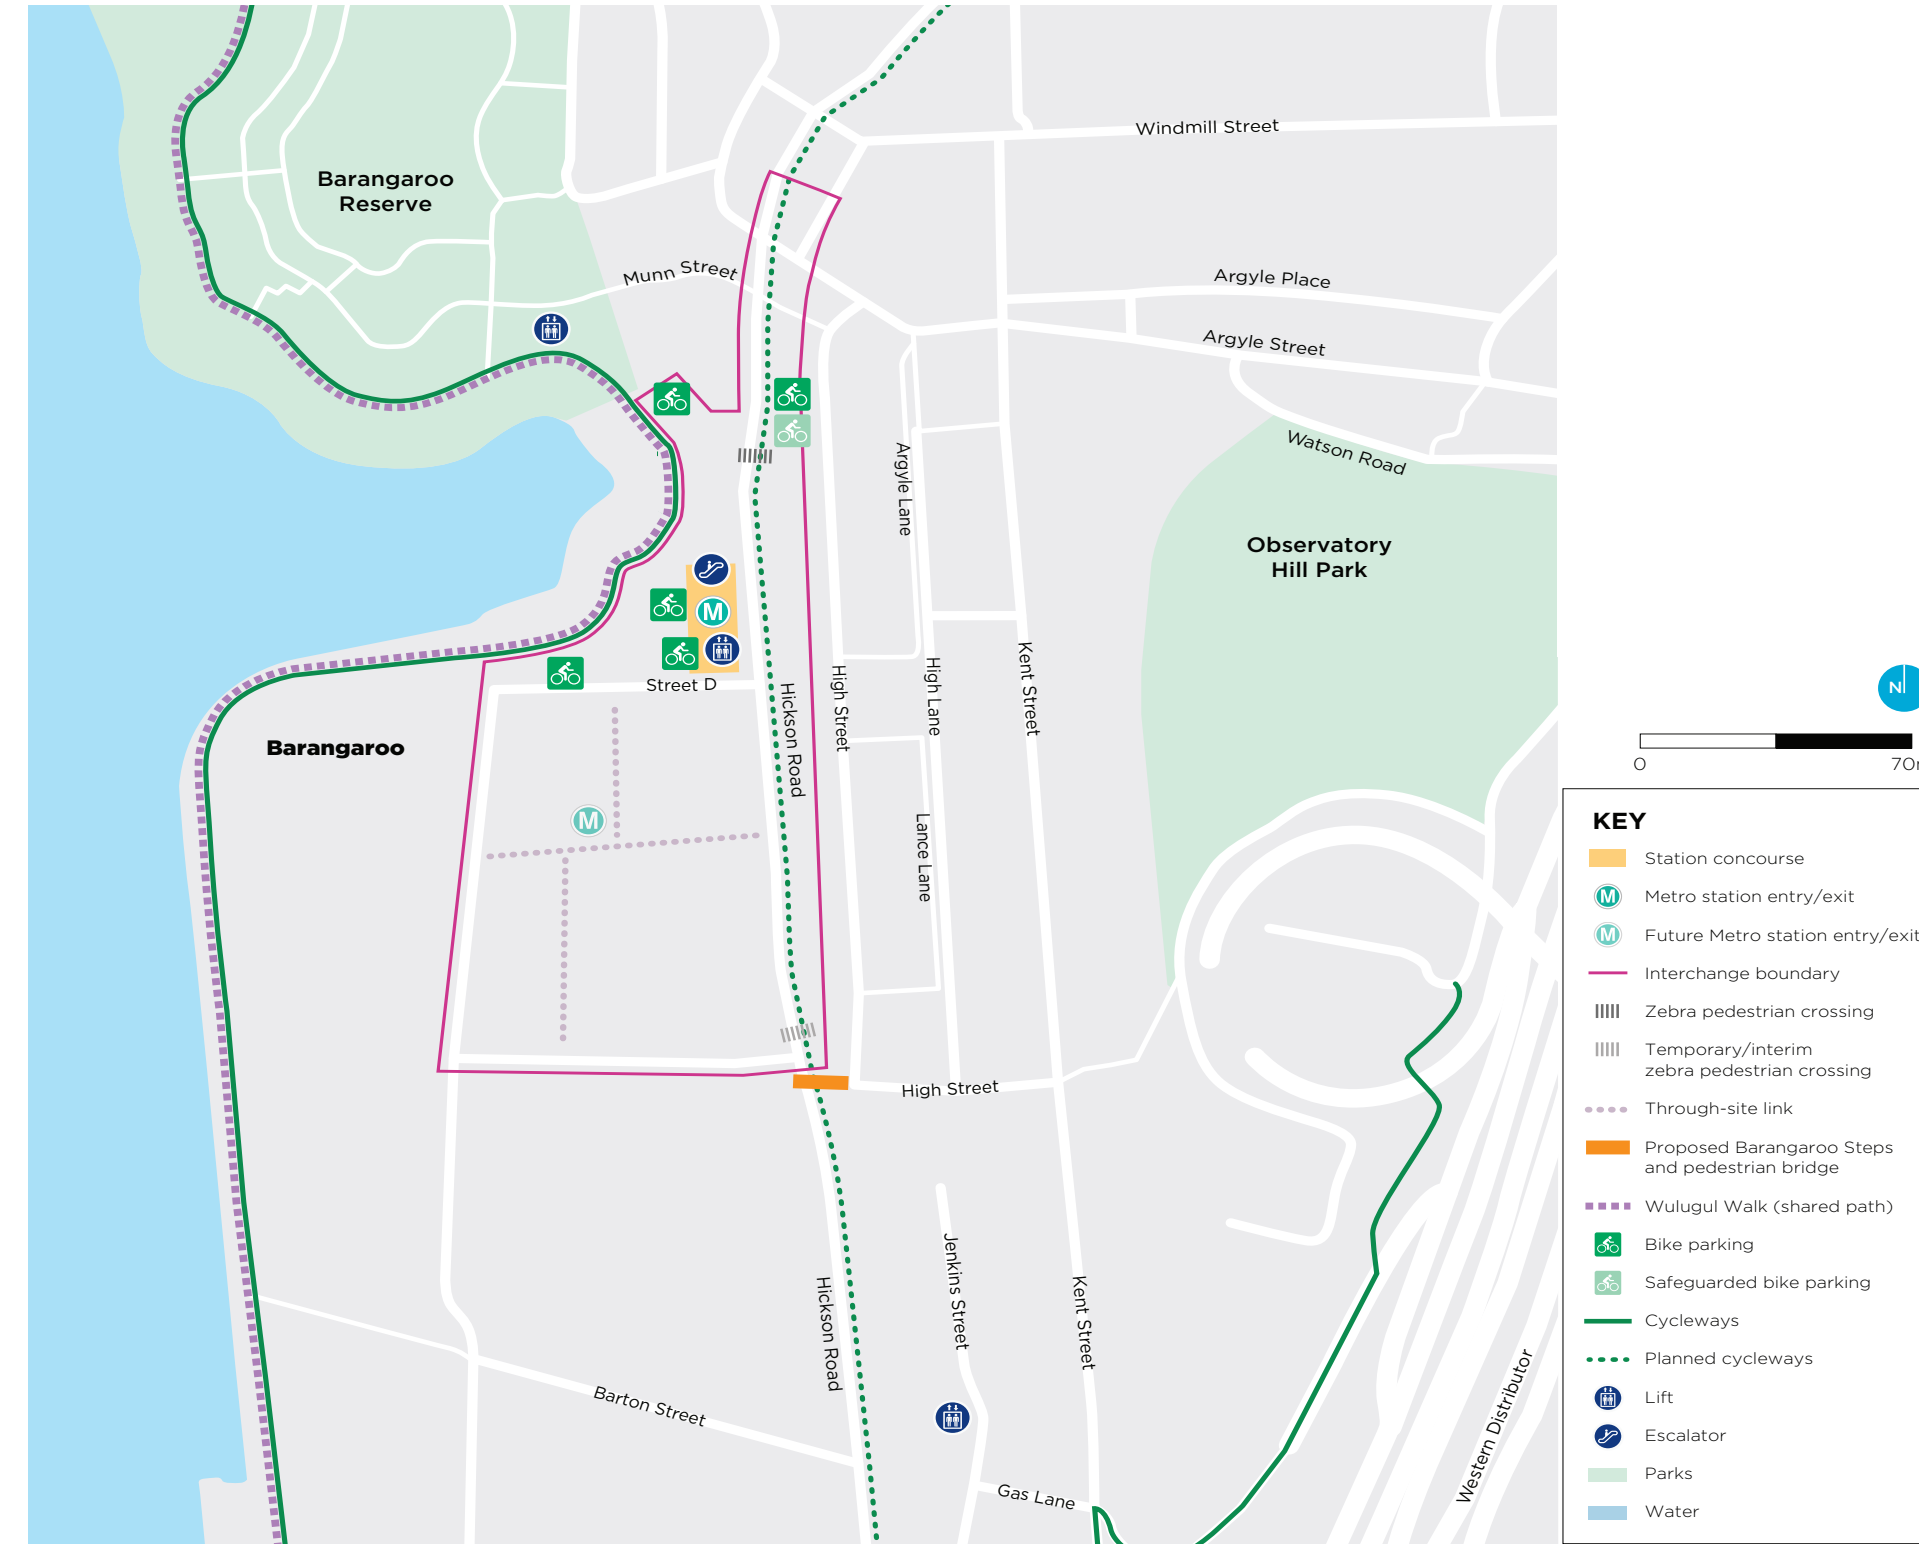 Windmill Street
Barangaroo
Reserve
Munn Street
Argyle Place
Argyle Street
Watson Road
Argyle Lane
Observatory
Hill Park
M
Street D
Hickson Road
High Street
High Lane
Kent Street
Barangaroo
M
Lance Lane
High Street
Hickson Road
Jenkins Street
Kent Street
Barton Street
Gas Lane
Western Distributor
N
0
KEY
Station concourse
M Metro station entry/exit
M Future Metro station entry/exit
Interchange boundary
Zebra pedestrian crossing
Temporary/interim
zebra pedestrian crossing
Through-site link
Proposed Barangaroo Steps
and pedestrian bridge
Wulugul Walk (shared path)
Bike parking
Safeguarded bike parking
Cycleways
Planned cycleways
Lift
Escalator
Parks
Water